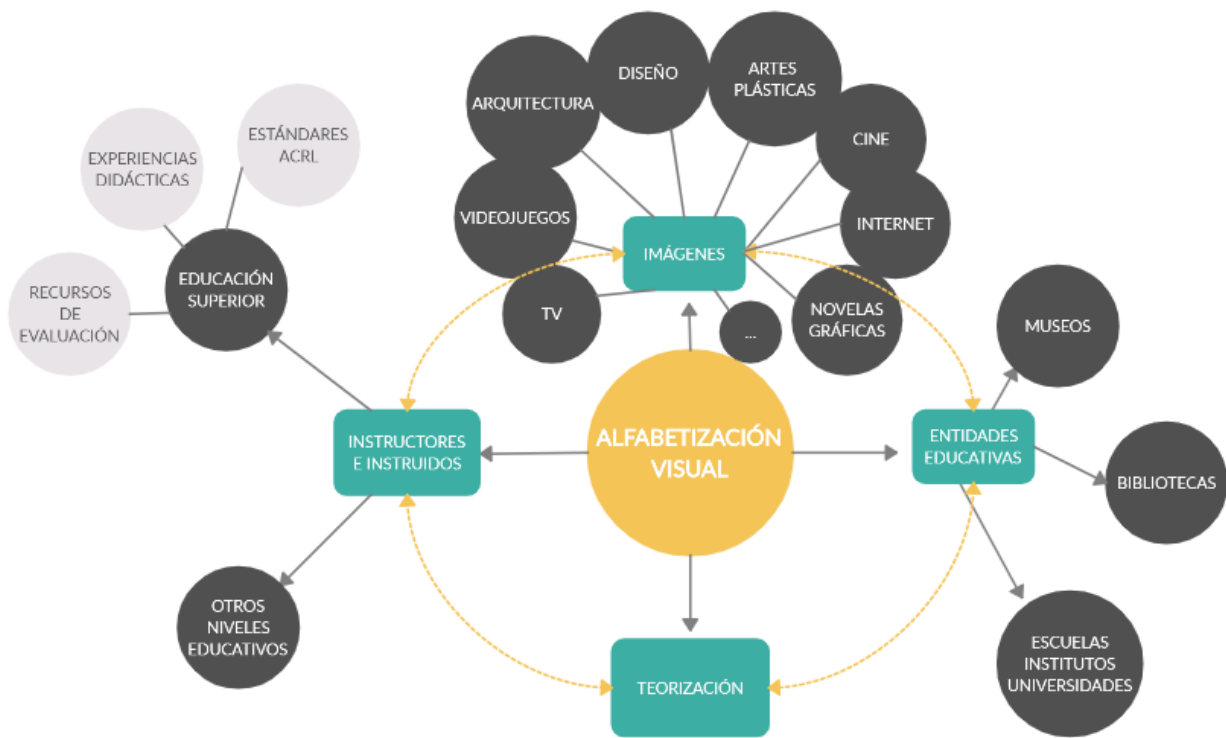 DISEÑO
ARTES
PLÁSTICAS
ARQUITECTURA
ESTÁNDARES
ACRL
CINE
EXPERIENCIAS
DIDÁCTICAS
VIDEOJUEGOS
INTERNET
IMÁGENES
EDUCACIÓN
SUPERIOR
RECURSOS
DE
EVALUACIÓN
TV
...
NOVELAS
GRÁFICAS
MUSEOS
INSTRUCTORES
E INSTRUIDOS
ALFABETIZACIÓN
VISUAL
ENTIDADES
EDUCATIVAS
BIBLIOTECAS
OTROS
NIVELES
EDUCATIVOS
TEORIZACIÓN
ESCUELAS
INSTITUTOS
UNIVERSIDADES